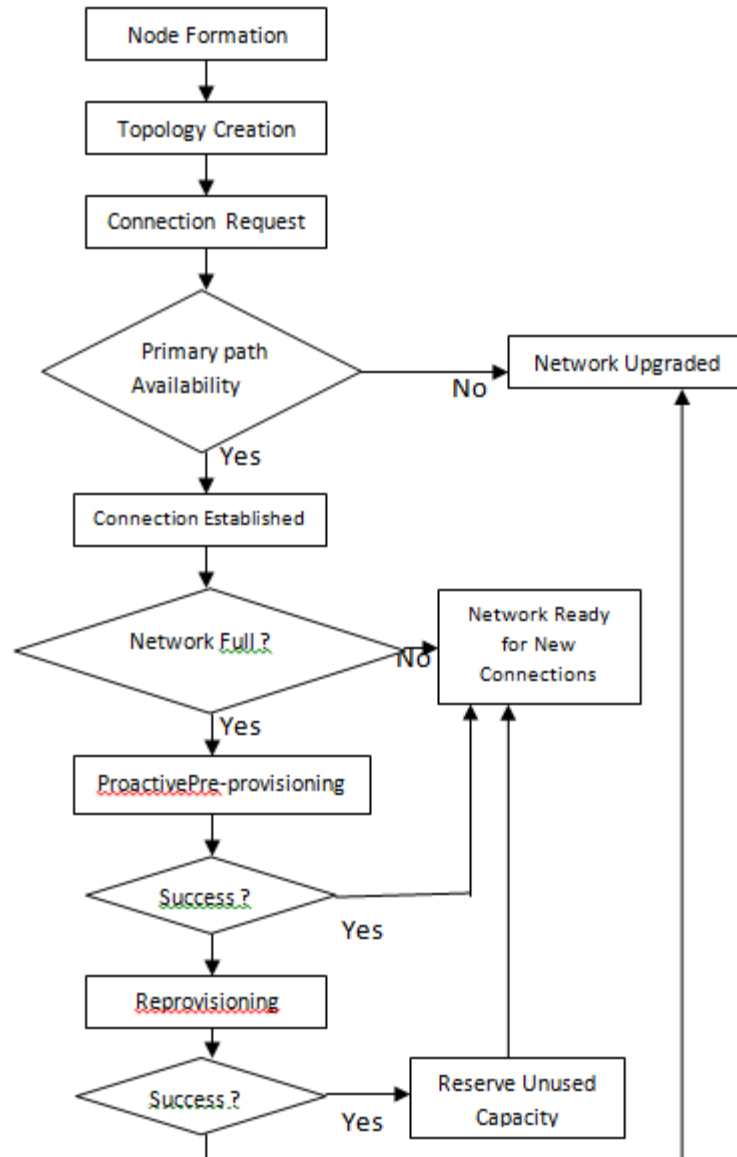 Node Formation
Topology Creation
Connection Request
Primary path
Availability
No
Network Upgraded
Yes
Connection Established
Network Full ?
No
Network Ready
for New
Connections
Yes
ProactivePre-provisioning
Success ?
Yes
Reprovisioning
Success ?
Yes
Reserve Unused
Capacity